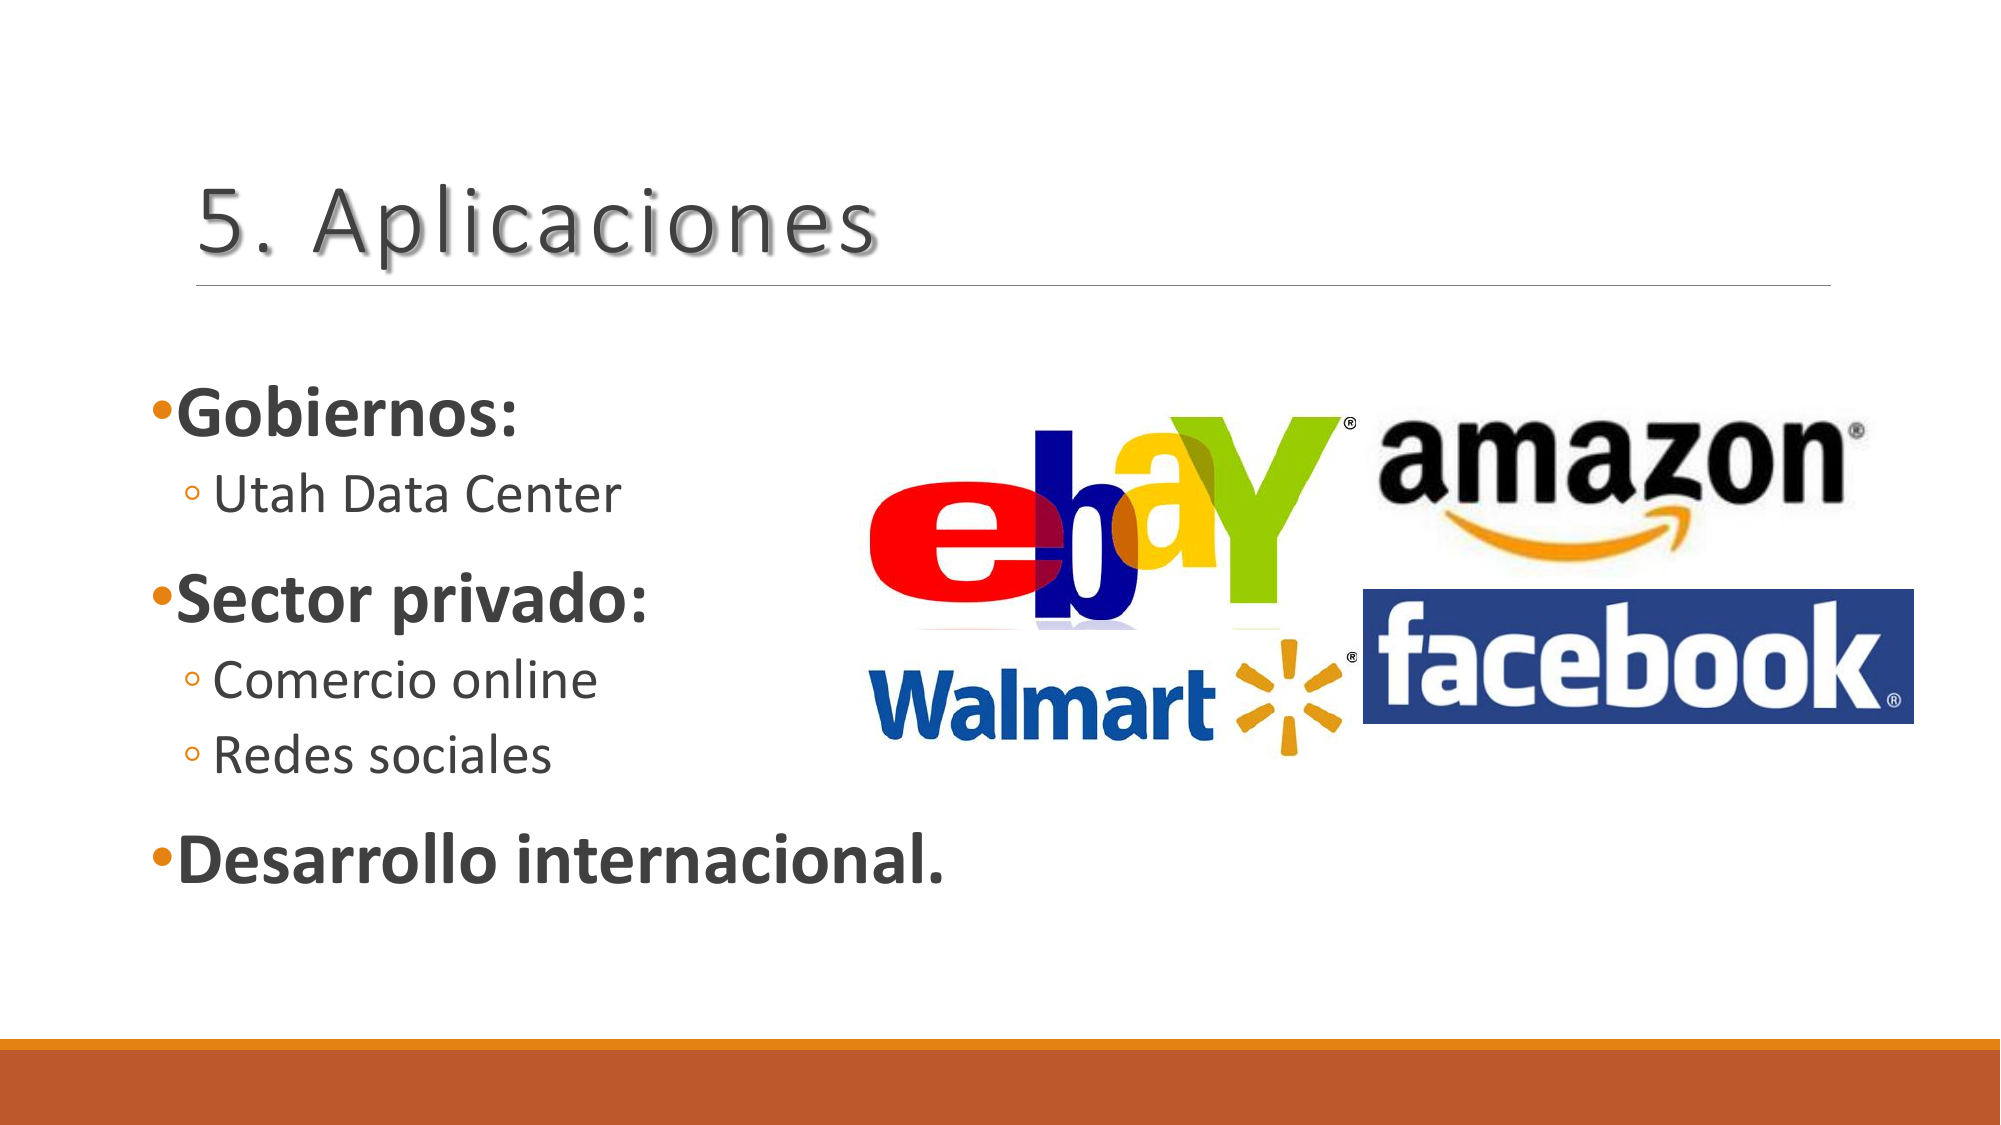 5. Aplicaciones
•Gobiernos:
◦ Utah Data Center
•Sector privado:
◦ Comercio online
◦ Redes sociales
•Desarrollo internacional.
ebaY®
amazon®
facebook®
Walmart®